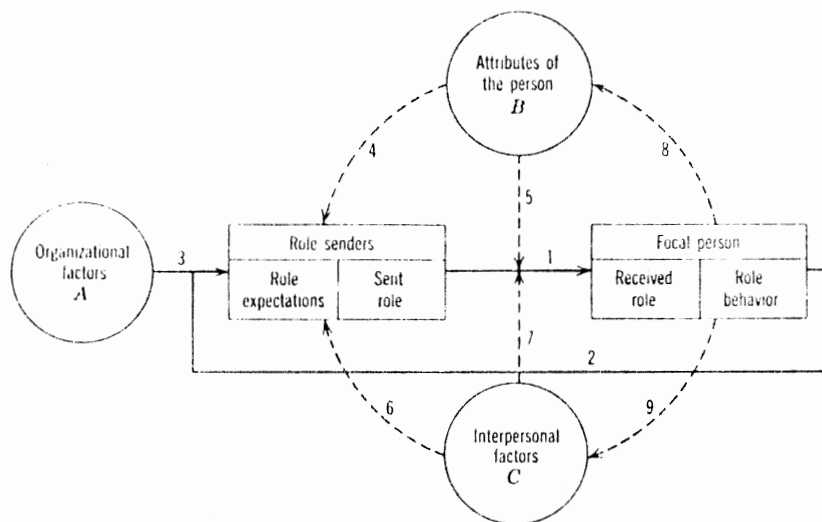 Attributes of
the person
B
4
8
5
Organizational
factors
A
3
Role senders
Role
expectations
Sent
role
1
Focal person
Received
role
Role
behavior
7
2
6
9
Interpersonal
factors
C